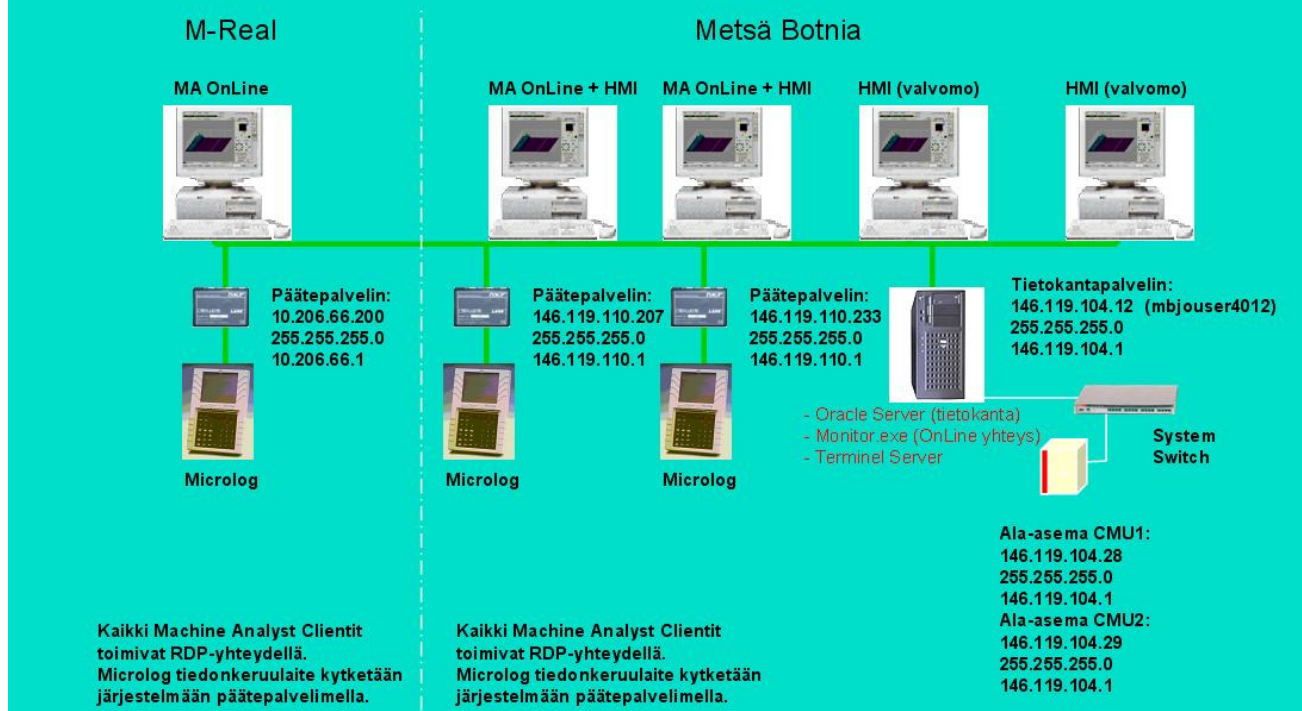 M-Real
Metsä Botnia
MA OnLine
MA OnLine + HMI
MA OnLine + HMI
HMI (valvomo)
HMI (valvomo)
Päätepalvelin:
10.206.66.200
255.255.255.0
10.206.66.1
Päätepalvelin:
146.119.110.207
255.255.255.0
146.119.110.1
Päätepalvelin:
146.119.110.233
255.255.255.0
146.119.110.1
Tietokantapalvelin:
146.119.104.12 (mbjouser4012)
255.255.255.0
146.119.104.1
- Oracle Server (tietokanta)
- Monitor.exe (OnLine yhteys)
- Terminel Server
System
Switch
Microlog
Microlog
Microlog
Ala-asema CMU1:
146.119.104.28
255.255.255.0
146.119.104.1
Ala-asema CMU2:
146.119.104.29
255.255.255.0
146.119.104.1
Kaikki Machine Analyst Clientit
toimivat RDP-yhteydellä.
Microlog tiedonkeruulaite kytketään
järjestelmään päätepalvelimella.
Kaikki Machine Analyst Clientit
toimivat RDP-yhteydellä.
Microlog tiedonkeruulaite kytketään
järjestelmään päätepalvelimella.